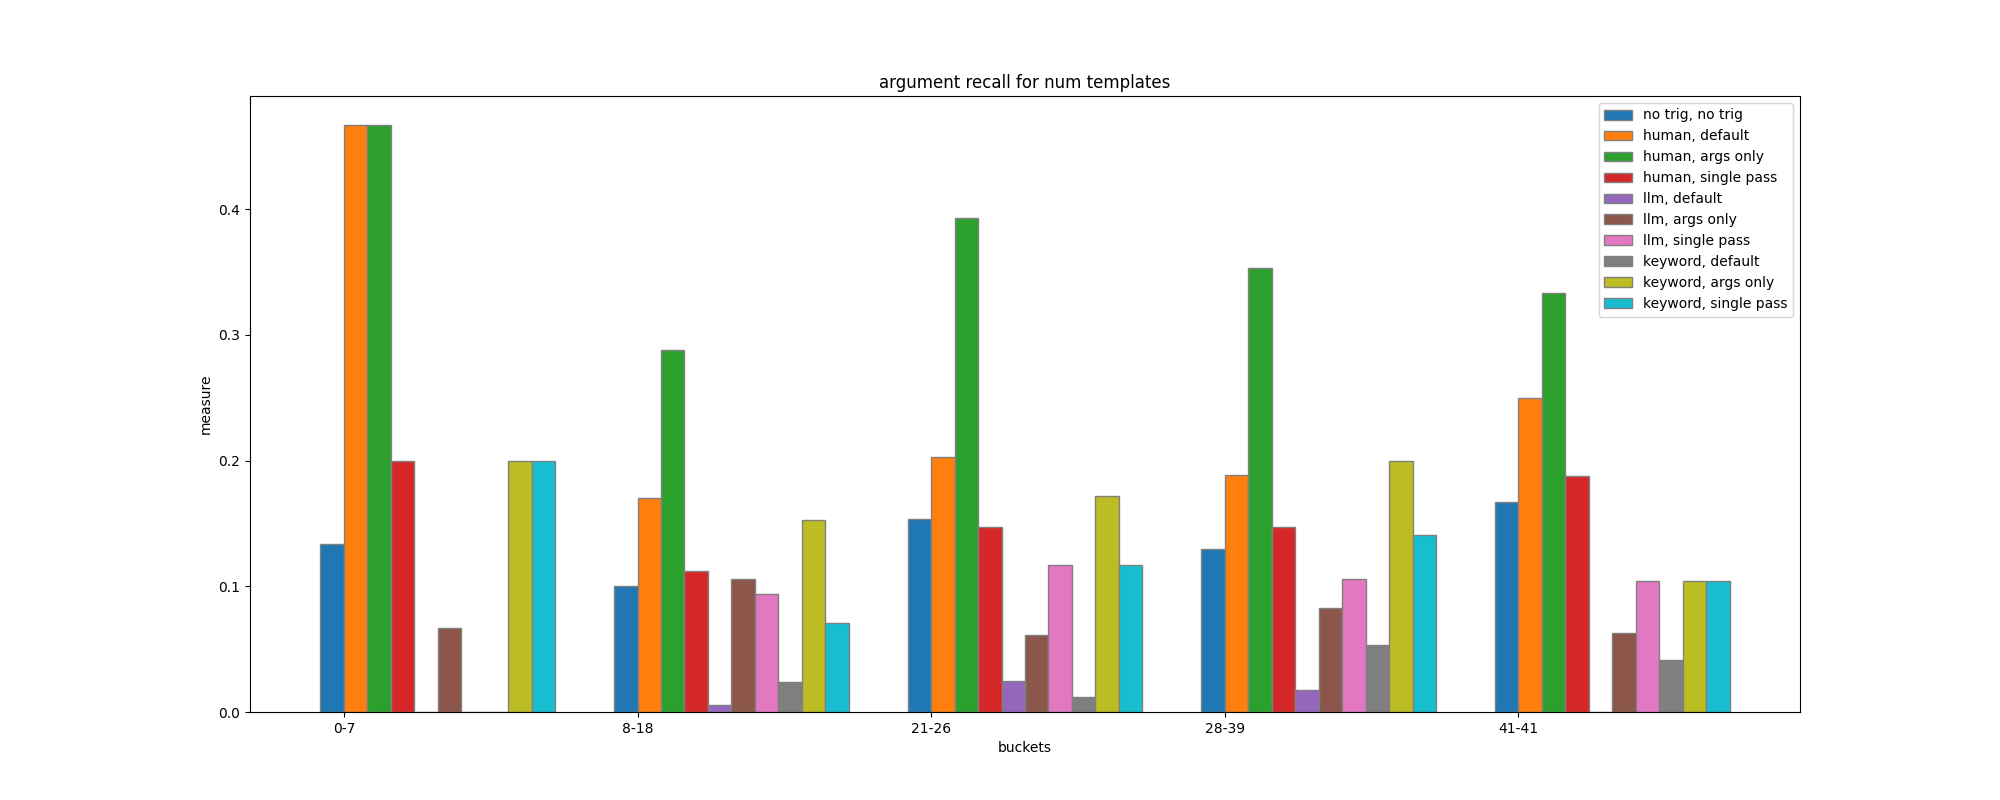 argument recall for num templates
no trig, no trig
human, default
human, args only
human, single pass
llm, default
llm, args only
llm, single pass
keyword, default
keyword, args only
keyword, single pass
measure
0.4
0.3
0.2
0.1
0.0
0-7
8-18
21-26
28-39
41-41
buckets